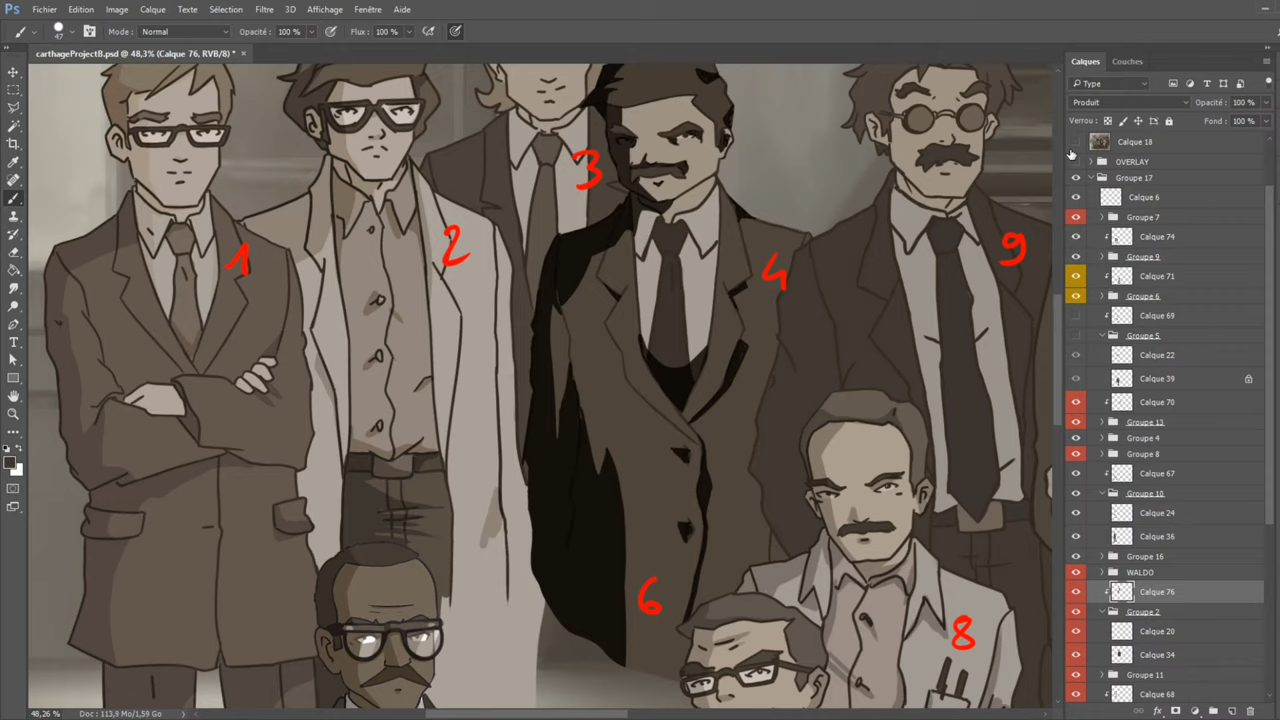 Ps Fichier Edition Image Calque Texte Sélection Filtre 3D Affichage Fenêtre Aide
47 Mode : Normal Opacité : 100 % Flux : 100 %
carthageProjectB.psd @ 48,3% (Calque 76, RVB/8) * ×
Calques Couches
Type
Produit Opacité : 100 %
Verrou : Fond : 100 %
Calque 18
OVERLAY
Groupe 17
Calque 6
Groupe 7
Calque 74
Groupe 9
Calque 71
Groupe 6
Calque 69
Groupe 5
Calque 22
Calque 39
Calque 70
Groupe 13
Groupe 4
Groupe 8
Calque 67
Groupe 10
Calque 24
Calque 36
Groupe 16
WALDO
Calque 76
Groupe 2
Calque 20
Calque 34
Groupe 11
Calque 68
1
2
3
4
9
6
8
48,26 % Doc : 113,9 Mo/1,59 Go
fx